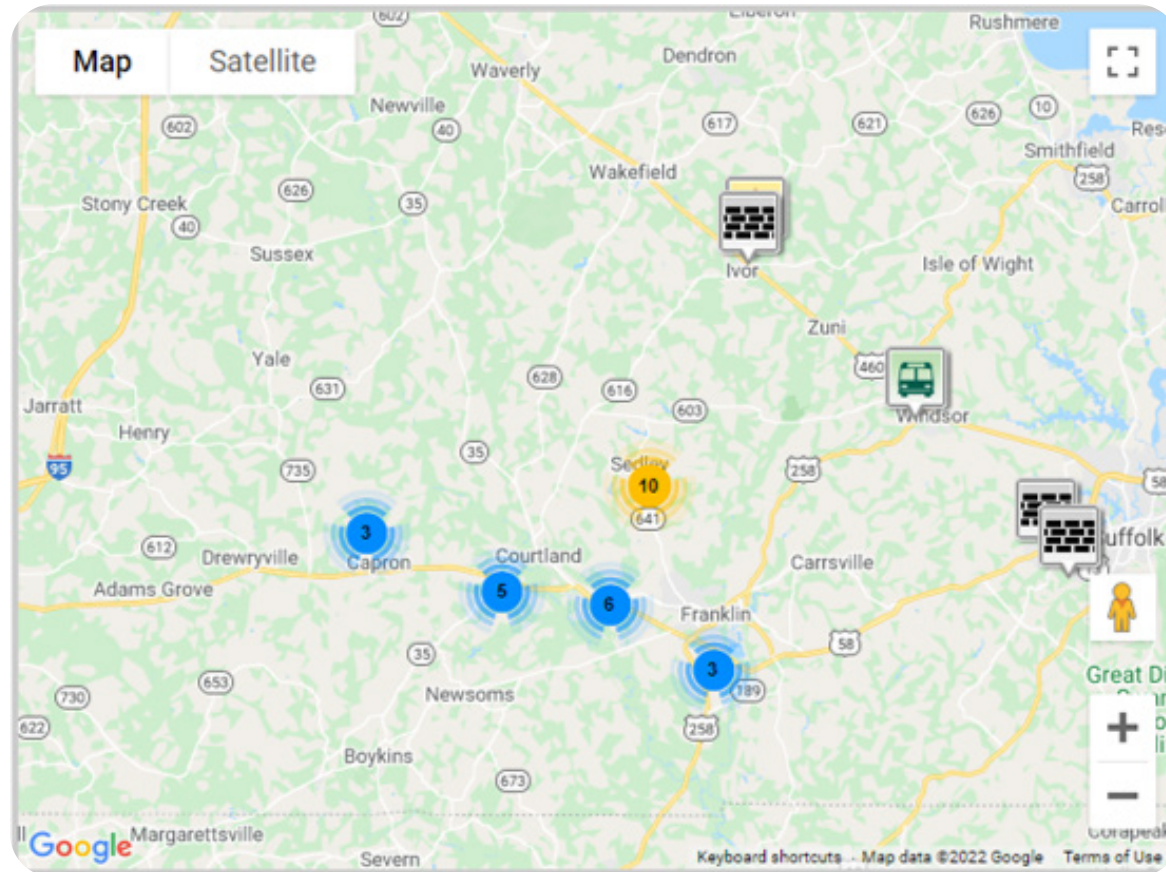 602
Elberon
Rushmere
Map
Satellite
Dendron
Waverly
Newville
602
40
617
621
626
10
Smithfield
Wakefield
258
626
Stony Creek
35
Carrol
40
Sussex
Isle of Wight
Ivor
Zuni
Yale
628
460
631
616
603
Windsor
Jarratt
Henry
35
Sedley
95
735
258
58
10
641
3
612
Drewryville
Capron
Courtland
Carrsville
uffolk
Adams Grove
5
6
Franklin
58
35
3
Great Di
653
189
730
Newsoms
622
258
Boykins
673
Google
Margarettsville
Severn
Corapeak
Keyboard shortcuts
Map data ©2022 Google
Terms of Use